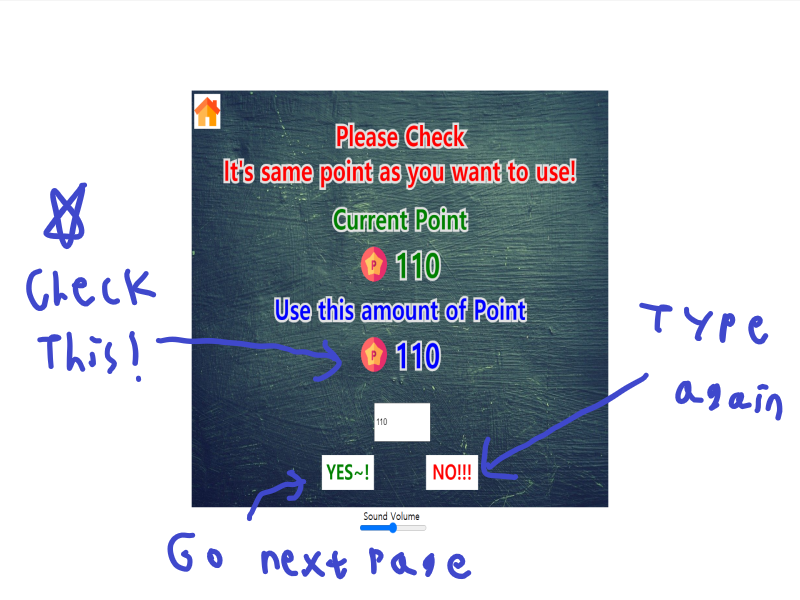 Please Check
It's same point as you want to use!
Current Point
P 110
Use this amount of Point
P 110
110
YES~!
NO!!!
Sound Volume
Check
This!
Type
again
Go next page